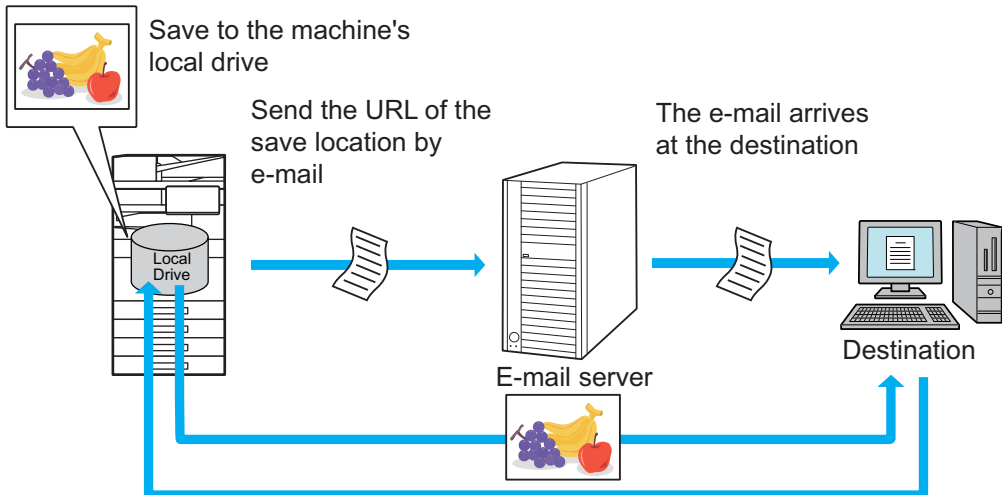 Save to the machine's
local drive
Send the URL of the
save location by
e-mail
The e-mail arrives
at the destination
Local
Drive
E-mail server
Destination